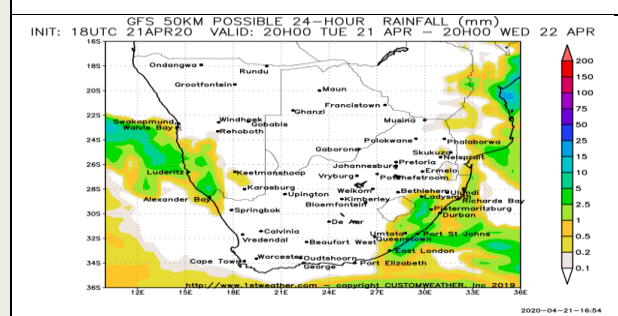 GFS 50KM POSSIBLE 24-HOUR RAINFALL (mm)
INIT: 18UTC 21APR20 VALID: 20H00 TUE 21 APR - 20H00 WED 22 APR
16S
Ondangwa
Rundu
200
18S
150
Grootfontein
Maun
100
20S
Francistown
75
Ghanzi
22S
Windhoek
Gobabis
Musina
50
Swakopmund
Walvis Bay
Rehoboth
25
24S
Polokwane
Phalaborwa
Gaborone
Skukuza
15
Johannesburg
Pretoria
Nelspruit
26S
10
Luderitz
Keetmanshoop
Vryburg
Potchefstroom
Ermelo
5
Karasburg
Welkom
Bethlehem
Ulundi
28S
Upington
Kimberley
Ladysmith
2.5
Alexander Bay
Bloemfontein
Richards Bay
30S
Springbok
Pietermaritzburg
1
De Aar
Durban
Calvinia
Umtata
Port St Johns
0.5
32S
Vredendal
Beaufort West
Queenstown
0.2
East London
34S
Cape Town
Worcester
Oudtshoorn
0.1
George
Port Elizabeth
http://www.1stweather.com - copyright CUSTOMWEATHER, Inc 2019
36S
12E 15E 18E 21E 24E 27E 30E 33E 36E
2020-04-21-16:54